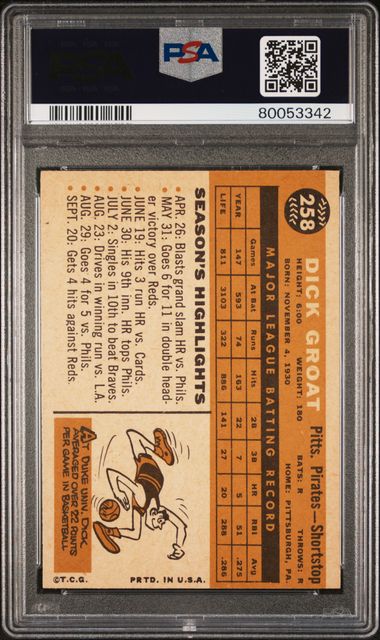 PSA
80053342
258
DICK GROAT Pitts. Pirates—Shortstop
HEIGHT: 6:00 WEIGHT: 180 BATS: R THROWS: R
BORN: NOVEMBER 4, 1930 HOME: PITTSBURGH, PA.
MAJOR LEAGUE BATTING RECORD
Games At Bat Runs Hits 2B 3B HR RBI Avg
YEAR 147 593 74 163 22 7 5 51 .275
LIFE 811 3103 322 886 141 27 20 288 .286
SEASON'S HIGHLIGHTS
• APR. 26: Blasts grand slam HR vs. Phils.
• MAY 31: Goes 6 for 11 in double head-
er victory over Reds.
• JUNE 19: Hits 3 run HR vs. Cards.
• JUNE 30: His 9th inn. HR tops Phils.
• JULY 2: Singles in 10th to beat Braves.
• AUG. 23: Drives in winning run vs. L.A.
• AUG. 29: Goes 4 for 5 vs. Phils.
• SEPT. 20: Gets 4 hits against Reds.
AT DUKE UNIV. DICK
AVERAGED OVER 22 POINTS
PER GAME IN BASKETBALL
©T.C.G. PRTD. IN U.S.A.